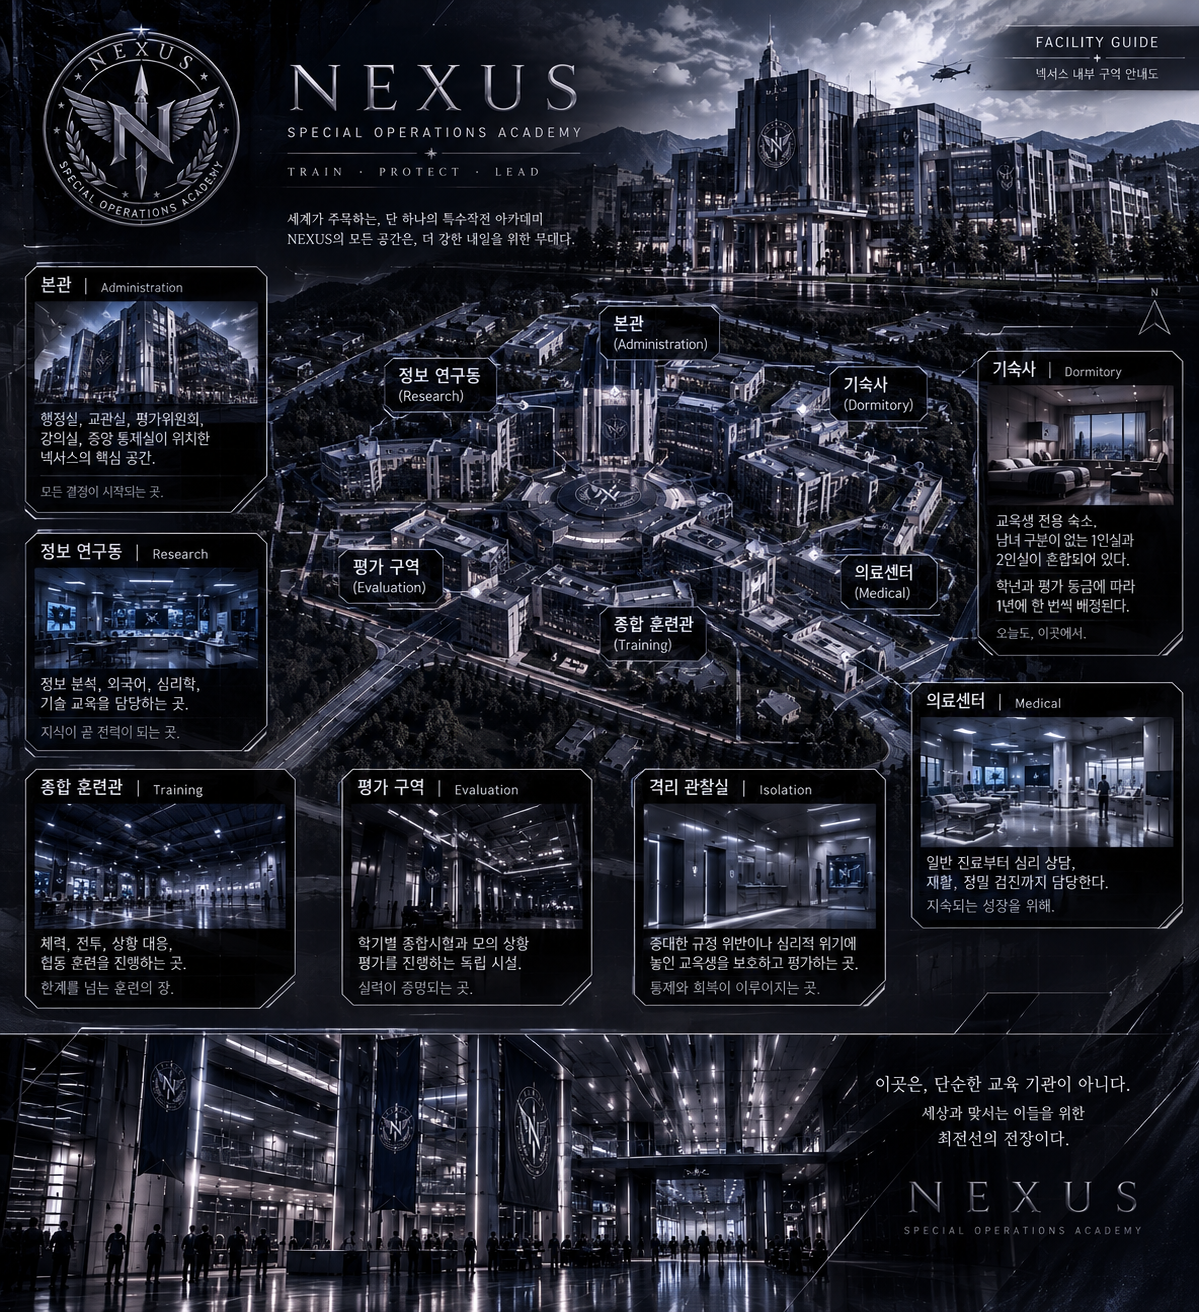 NEXUS
SPECIAL OPERATIONS ACADEMY
NEXUS
SPECIAL OPERATIONS ACADEMY
TRAIN · PROTECT · LEAD
세계가 주목하는, 단 하나의 특수작전 아카데미
NEXUS의 모든 공간은, 더 강한 내일을 위한 무대다.
FACILITY GUIDE
넥서스 내부 구역 안내도
N
본관 | Administration
행정실, 교관실, 평가위원회,
강의실, 중앙 통제실이 위치한
넥서스의 핵심 공간.
모든 결정이 시작되는 곳.
정보 연구동 | Research
정보 분석, 외국어, 심리학,
기술 교육을 담당하는 곳.
지식이 곧 전력이 되는 곳.
본관
(Administration)
정보 연구동
(Research)
기숙사
(Dormitory)
평가 구역
(Evaluation)
의료센터
(Medical)
종합 훈련관
(Training)
기숙사 | Dormitory
교육생 전용 숙소,
남녀 구분이 없는 1인실과
2인실이 혼합되어 있다.
학년과 평가 등급에 따라
1년에 한 번씩 배정된다.
오늘도, 이곳에서.
의료센터 | Medical
일반 진료부터 심리 상담,
재활, 정밀 검진까지 담당한다.
지속되는 성장을 위해.
종합 훈련관 | Training
체력, 전투, 상황 대응,
협동 훈련을 진행하는 곳.
한계를 넘는 훈련의 장.
평가 구역 | Evaluation
학기별 종합시험과 모의 상황
평가를 진행하는 독립 시설.
실력이 증명되는 곳.
격리 관찰실 | Isolation
중대한 규정 위반이나 심리적 위기에
놓인 교육생을 보호하고 평가하는 곳.
통제와 회복이 이루어지는 곳.
이곳은, 단순한 교육 기관이 아니다.
세상과 맞서는 이들을 위한
최전선의 전장이다.
NEXUS
SPECIAL OPERATIONS ACADEMY